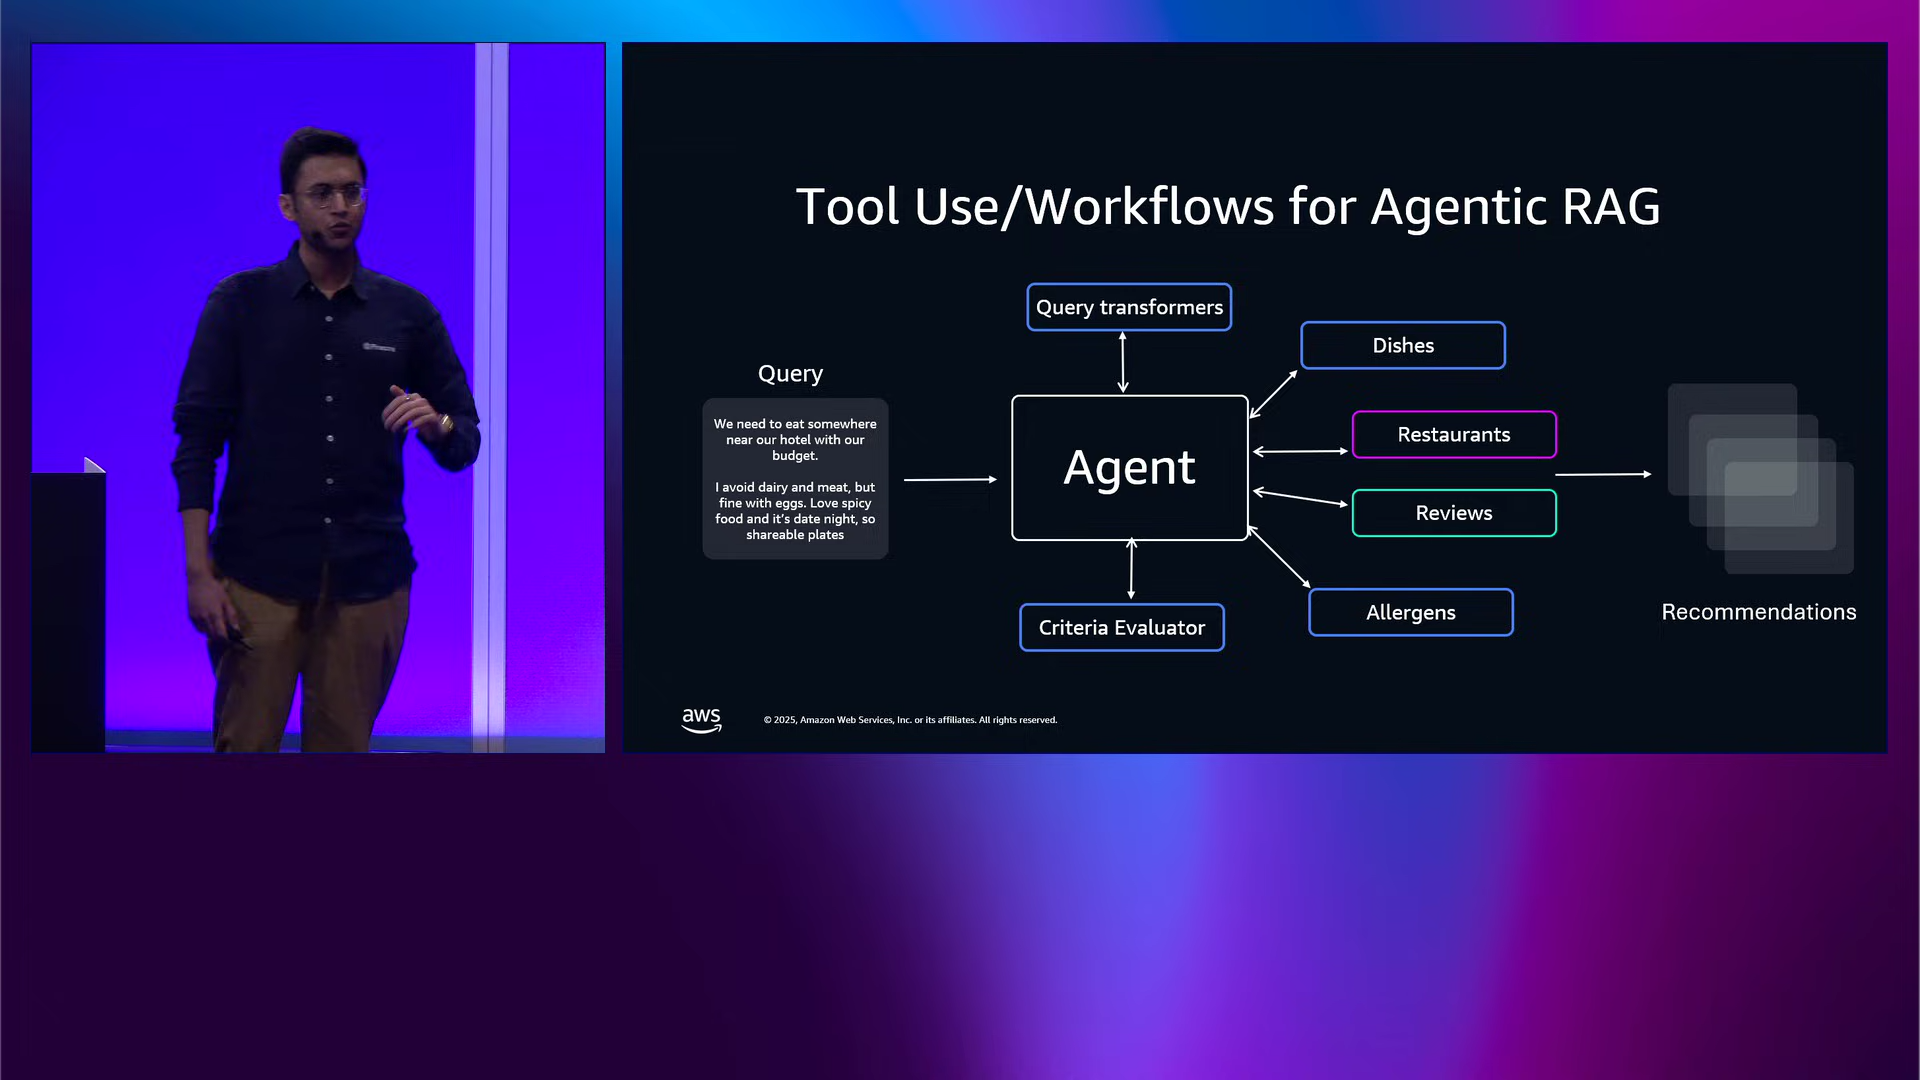 Tool Use/Workflows for Agentic RAG
Query transformers
Dishes
Query
We need to eat somewhere
near our hotel with our
budget.
I avoid dairy and meat, but
fine with eggs. Love spicy
food and it's date night, so
shareable plates
Agent
Restaurants
Reviews
Criteria Evaluator
Allergens
Recommendations
aws
© 2025, Amazon Web Services, Inc. or its affiliates. All rights reserved.